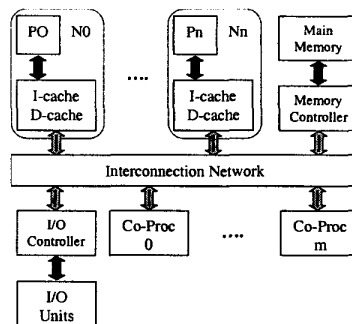 PO N0
Pn Nn
Main
Memory
I-cache
D-cache
....
I-cache
D-cache
Memory
Controller
Interconnection Network
I/O
Controller
Co-Proc
0
....
Co-Proc
m
I/O
Units